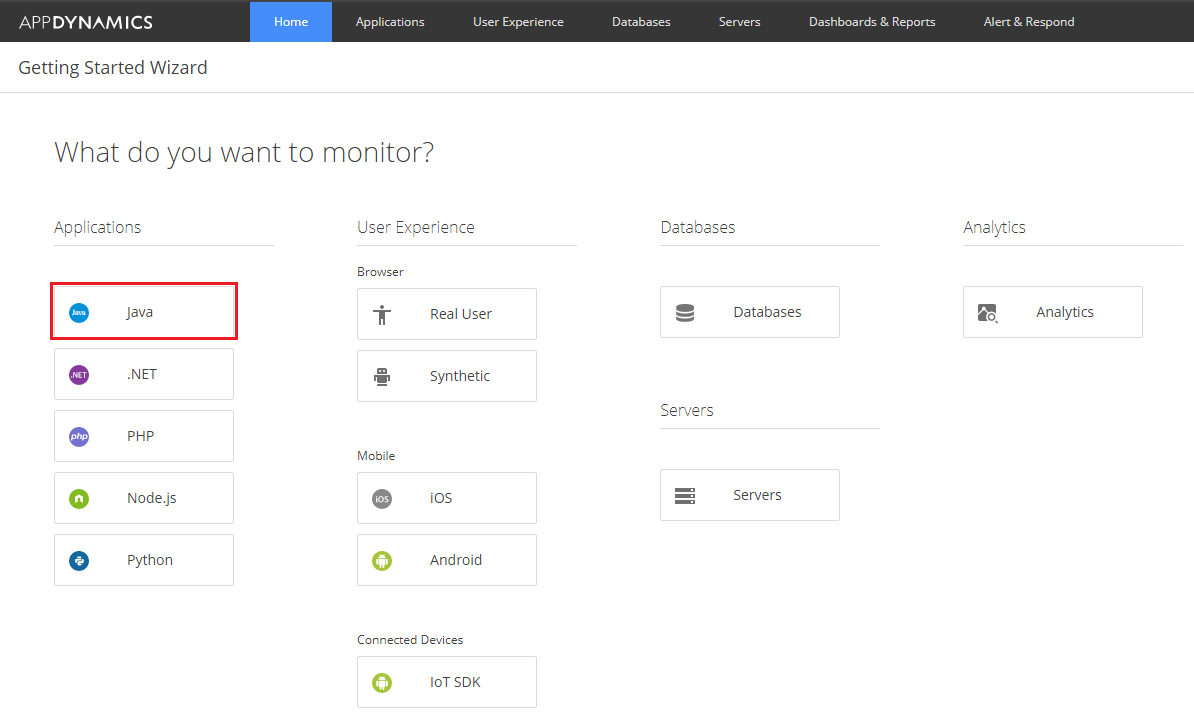 APPDYNAMICS Home Applications User Experience Databases Servers Dashboards & Reports Alert & Respond
Getting Started Wizard
What do you want to monitor?
Applications
Java Java
.NET .NET
php PHP
Node.js
Python
User Experience
Browser
Real User
Synthetic
Mobile
iOS iOS
Android
Connected Devices
IoT SDK
Databases
Databases
Servers
Servers
Analytics
Analytics